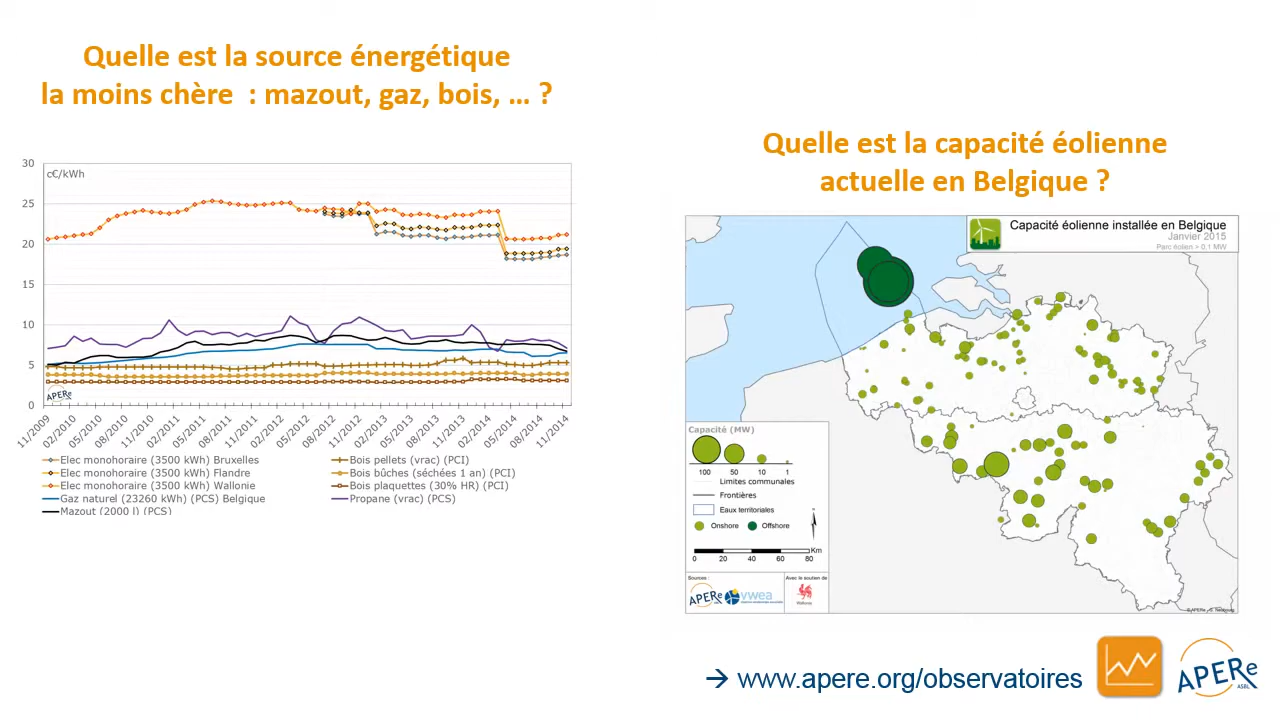 Quelle est la source énergétique
la moins chère : mazout, gaz, bois, ... ?
30
c€/kWh
25
20
15
10
5
0
APERe
11/2009
02/2010
05/2010
08/2010
11/2010
02/2011
05/2011
08/2011
11/2011
02/2012
05/2012
08/2012
11/2012
02/2013
05/2013
08/2013
11/2013
02/2014
05/2014
08/2014
11/2014
Elec monohoraire (3500 kWh) Bruxelles
Elec monohoraire (3500 kWh) Flandre
Elec monohoraire (3500 kWh) Wallonie
Gaz naturel (23260 kWh) (PCS) Belgique
Mazout (2000 l) (PCS)
Bois pellets (vrac) (PCI)
Bois bûches (séchées 1 an) (PCI)
Bois plaquettes (30% HR) (PCI)
Propane (vrac) (PCS)
Quelle est la capacité éolienne
actuelle en Belgique ?
Capacité éolienne installée en Belgique
Janvier 2015
Parc éolien > 0,1 MW
Capacité (MW)
100 50 10 1
Limites communales
Frontières
Eaux territoriales
Onshore Offshore
Km
0 20 40 60 80
Sources :
APERe
vwea
Avec le soutien de
Wallonie
→ www.apere.org/observatoires
APERe
ASBL